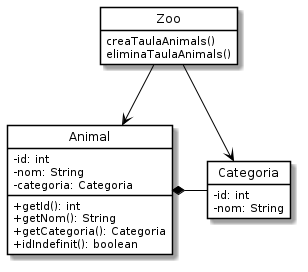 Zoo
creaTaulaAnimals()
eliminaTaulaAnimals()
Animal
-id: int
-nom: String
-categoria: Categoria
+getId(): int
+getNom(): String
+getCategoria(): Categoria
+idIndefinit(): boolean
Categoria
-id: int
-nom: String